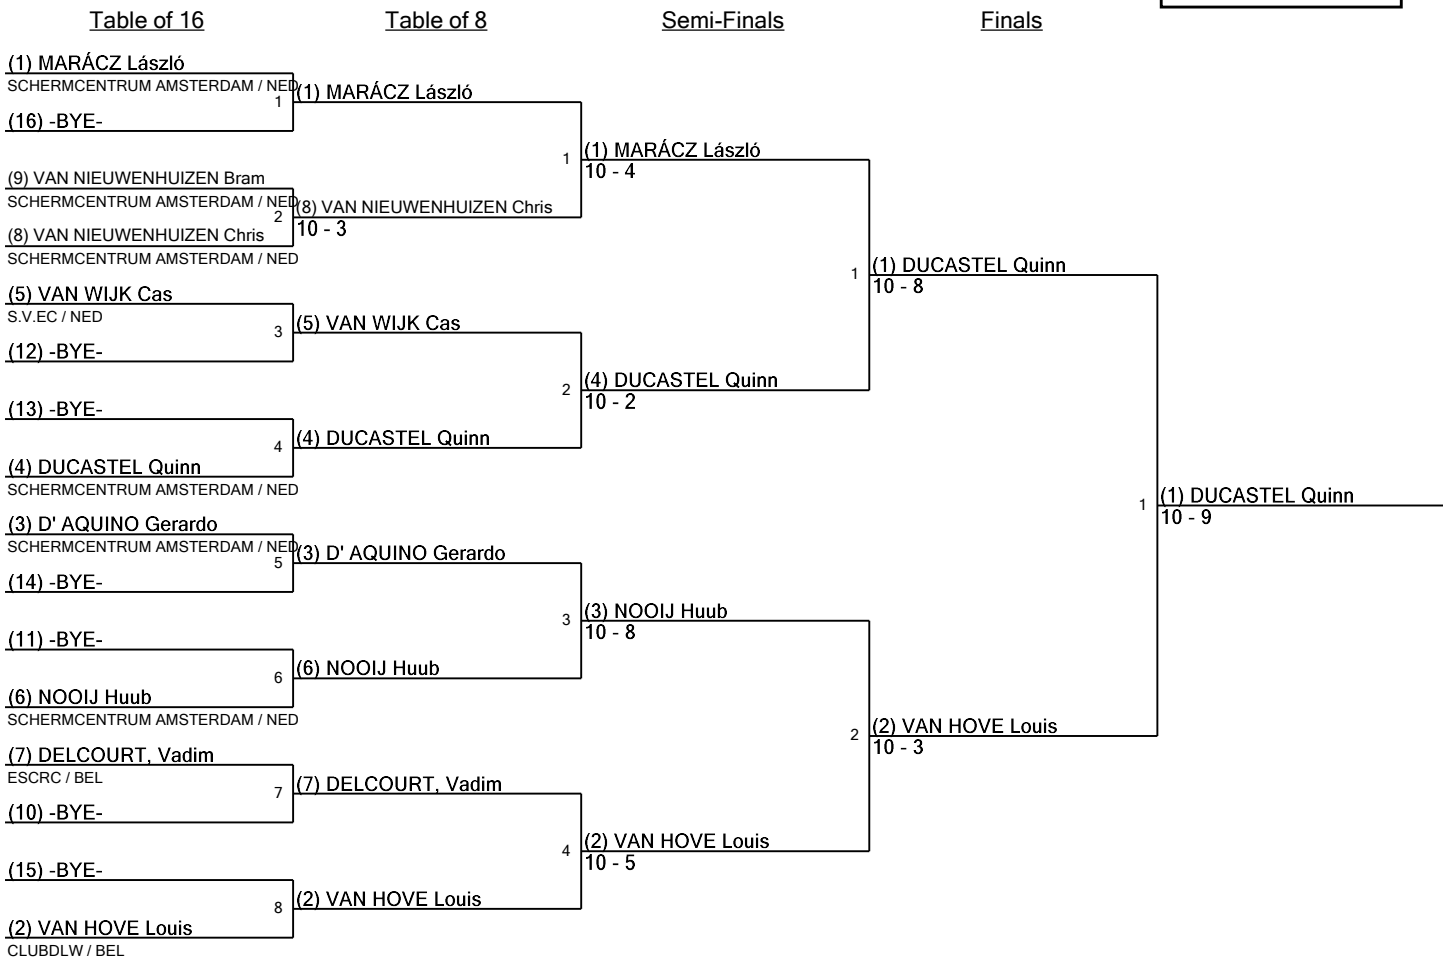 Table of 16
Table of 8
Semi-Finals
Finals
(1) MARÁCZ László
SCHERMCENTRUM AMSTERDAM / NED
1
(16) -BYE-
(9) VAN NIEUWENHUIZEN Bram
SCHERMCENTRUM AMSTERDAM / NED
2
(8) VAN NIEUWENHUIZEN Chris
SCHERMCENTRUM AMSTERDAM / NED
(5) VAN WIJK Cas
S.V.EC / NED
3
(12) -BYE-
(13) -BYE-
4
(4) DUCASTEL Quinn
SCHERMCENTRUM AMSTERDAM / NED
(3) D' AQUINO Gerardo
SCHERMCENTRUM AMSTERDAM / NED
5
(14) -BYE-
(11) -BYE-
6
(6) NOOIJ Huub
SCHERMCENTRUM AMSTERDAM / NED
(7) DELCOURT, Vadim
ESCRC / BEL
7
(10) -BYE-
(15) -BYE-
8
(2) VAN HOVE Louis
CLUBDLW / BEL
(1) MARÁCZ László
1
(8) VAN NIEUWENHUIZEN Chris
10 - 3
(5) VAN WIJK Cas
2
(4) DUCASTEL Quinn
(3) D' AQUINO Gerardo
3
(6) NOOIJ Huub
(7) DELCOURT, Vadim
4
(2) VAN HOVE Louis
(1) MARÁCZ László
10 - 4
1
(4) DUCASTEL Quinn
10 - 2
(3) NOOIJ Huub
10 - 8
2
(2) VAN HOVE Louis
10 - 5
(1) DUCASTEL Quinn
10 - 8
1
(2) VAN HOVE Louis
10 - 3
(1) DUCASTEL Quinn
10 - 9